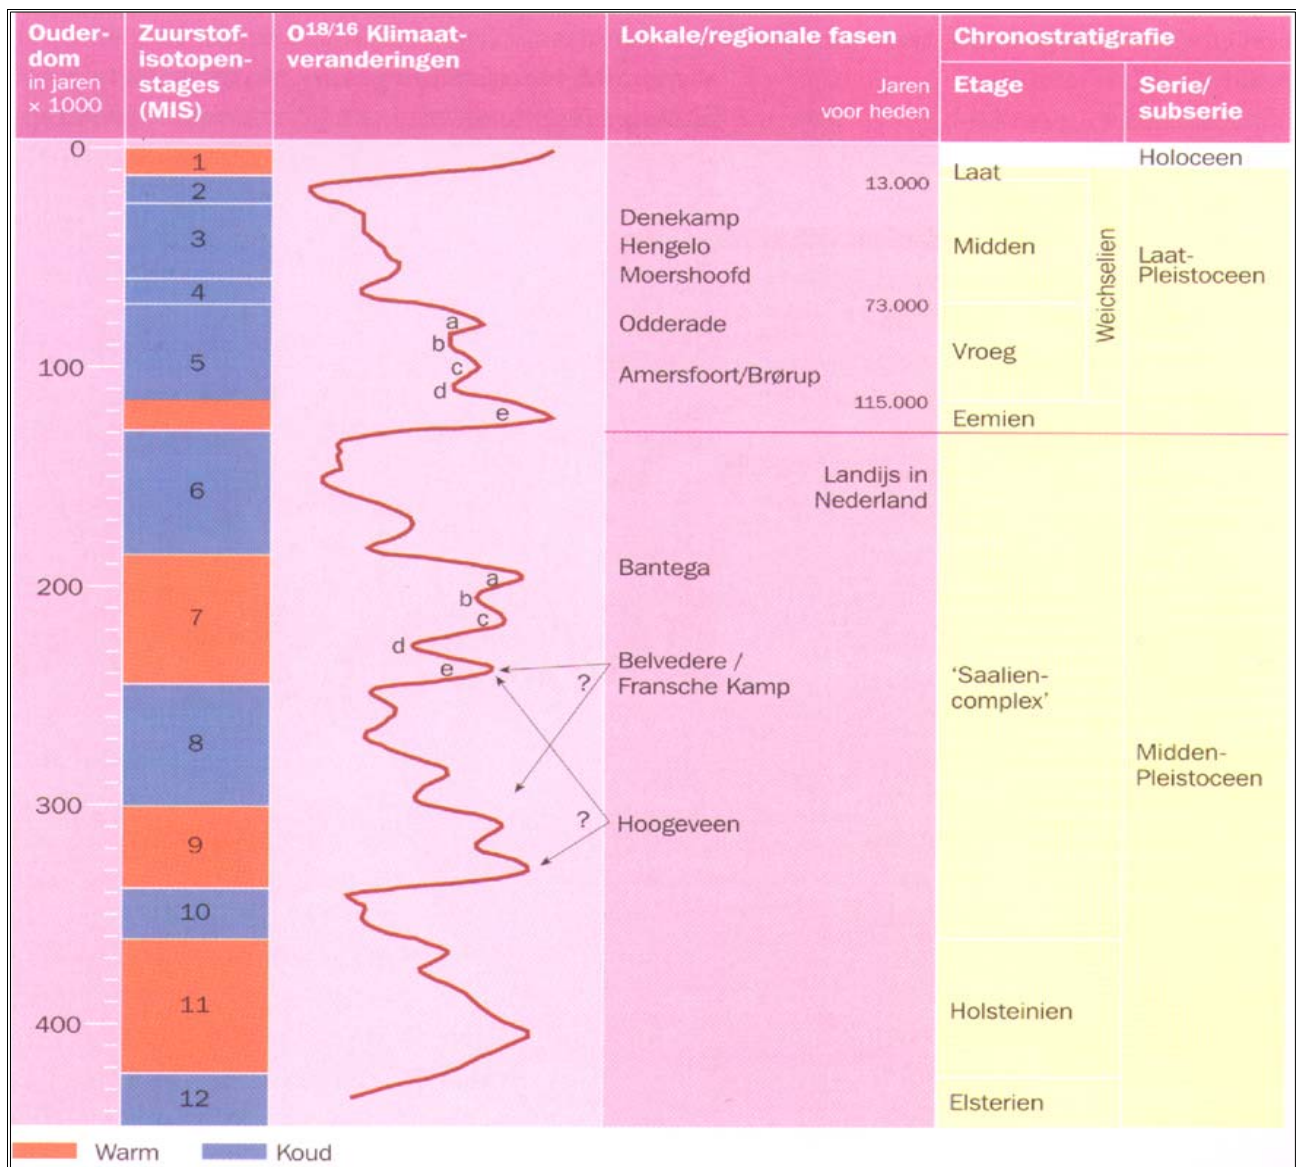 Ouder-
dom
in jaren
x 1000
Zuurstof-
isotopen-
stages
(MIS)
O18/16 Klimaat-
veranderingen
Lokale/regionale fasen
Jaren
voor heden
Chronostratigrafie
Etage
Serie/
subserie
0
100
200
300
400
1
2
3
4
5
6
7
8
9
10
11
12
a
b
c
d
e
a
b
c
d
e
?
?
Denekamp
Hengelo
Moershoofd
Odderade
Amersfoort/Brørup
Bantega
Belvedere /
Fransche Kamp
Hoogeveen
13.000
73.000
115.000
Landijs in
Nederland
Laat
Midden
Vroeg
Weichselien
Eemien
'Saalien-
complex'
Holsteinien
Elsterien
Holoceen
Laat-
Pleistoceen
Midden-
Pleistoceen
Warm
Koud